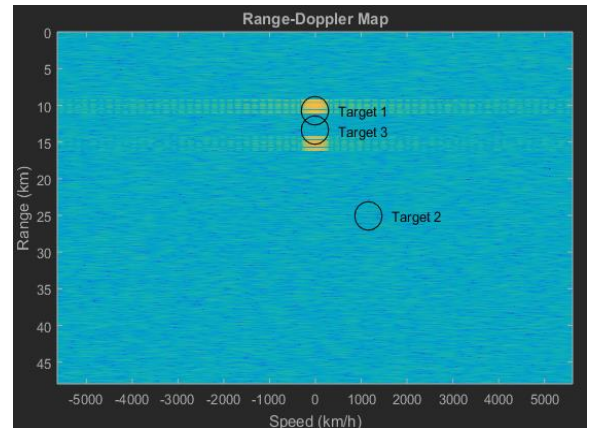 Range-Doppler Map
0
5
10
Target 1
Target 3
15
20
Target 2
25
30
35
40
45
Range (km)
-5000 -4000 -3000 -2000 -1000 0 1000 2000 3000 4000 5000
Speed (km/h)